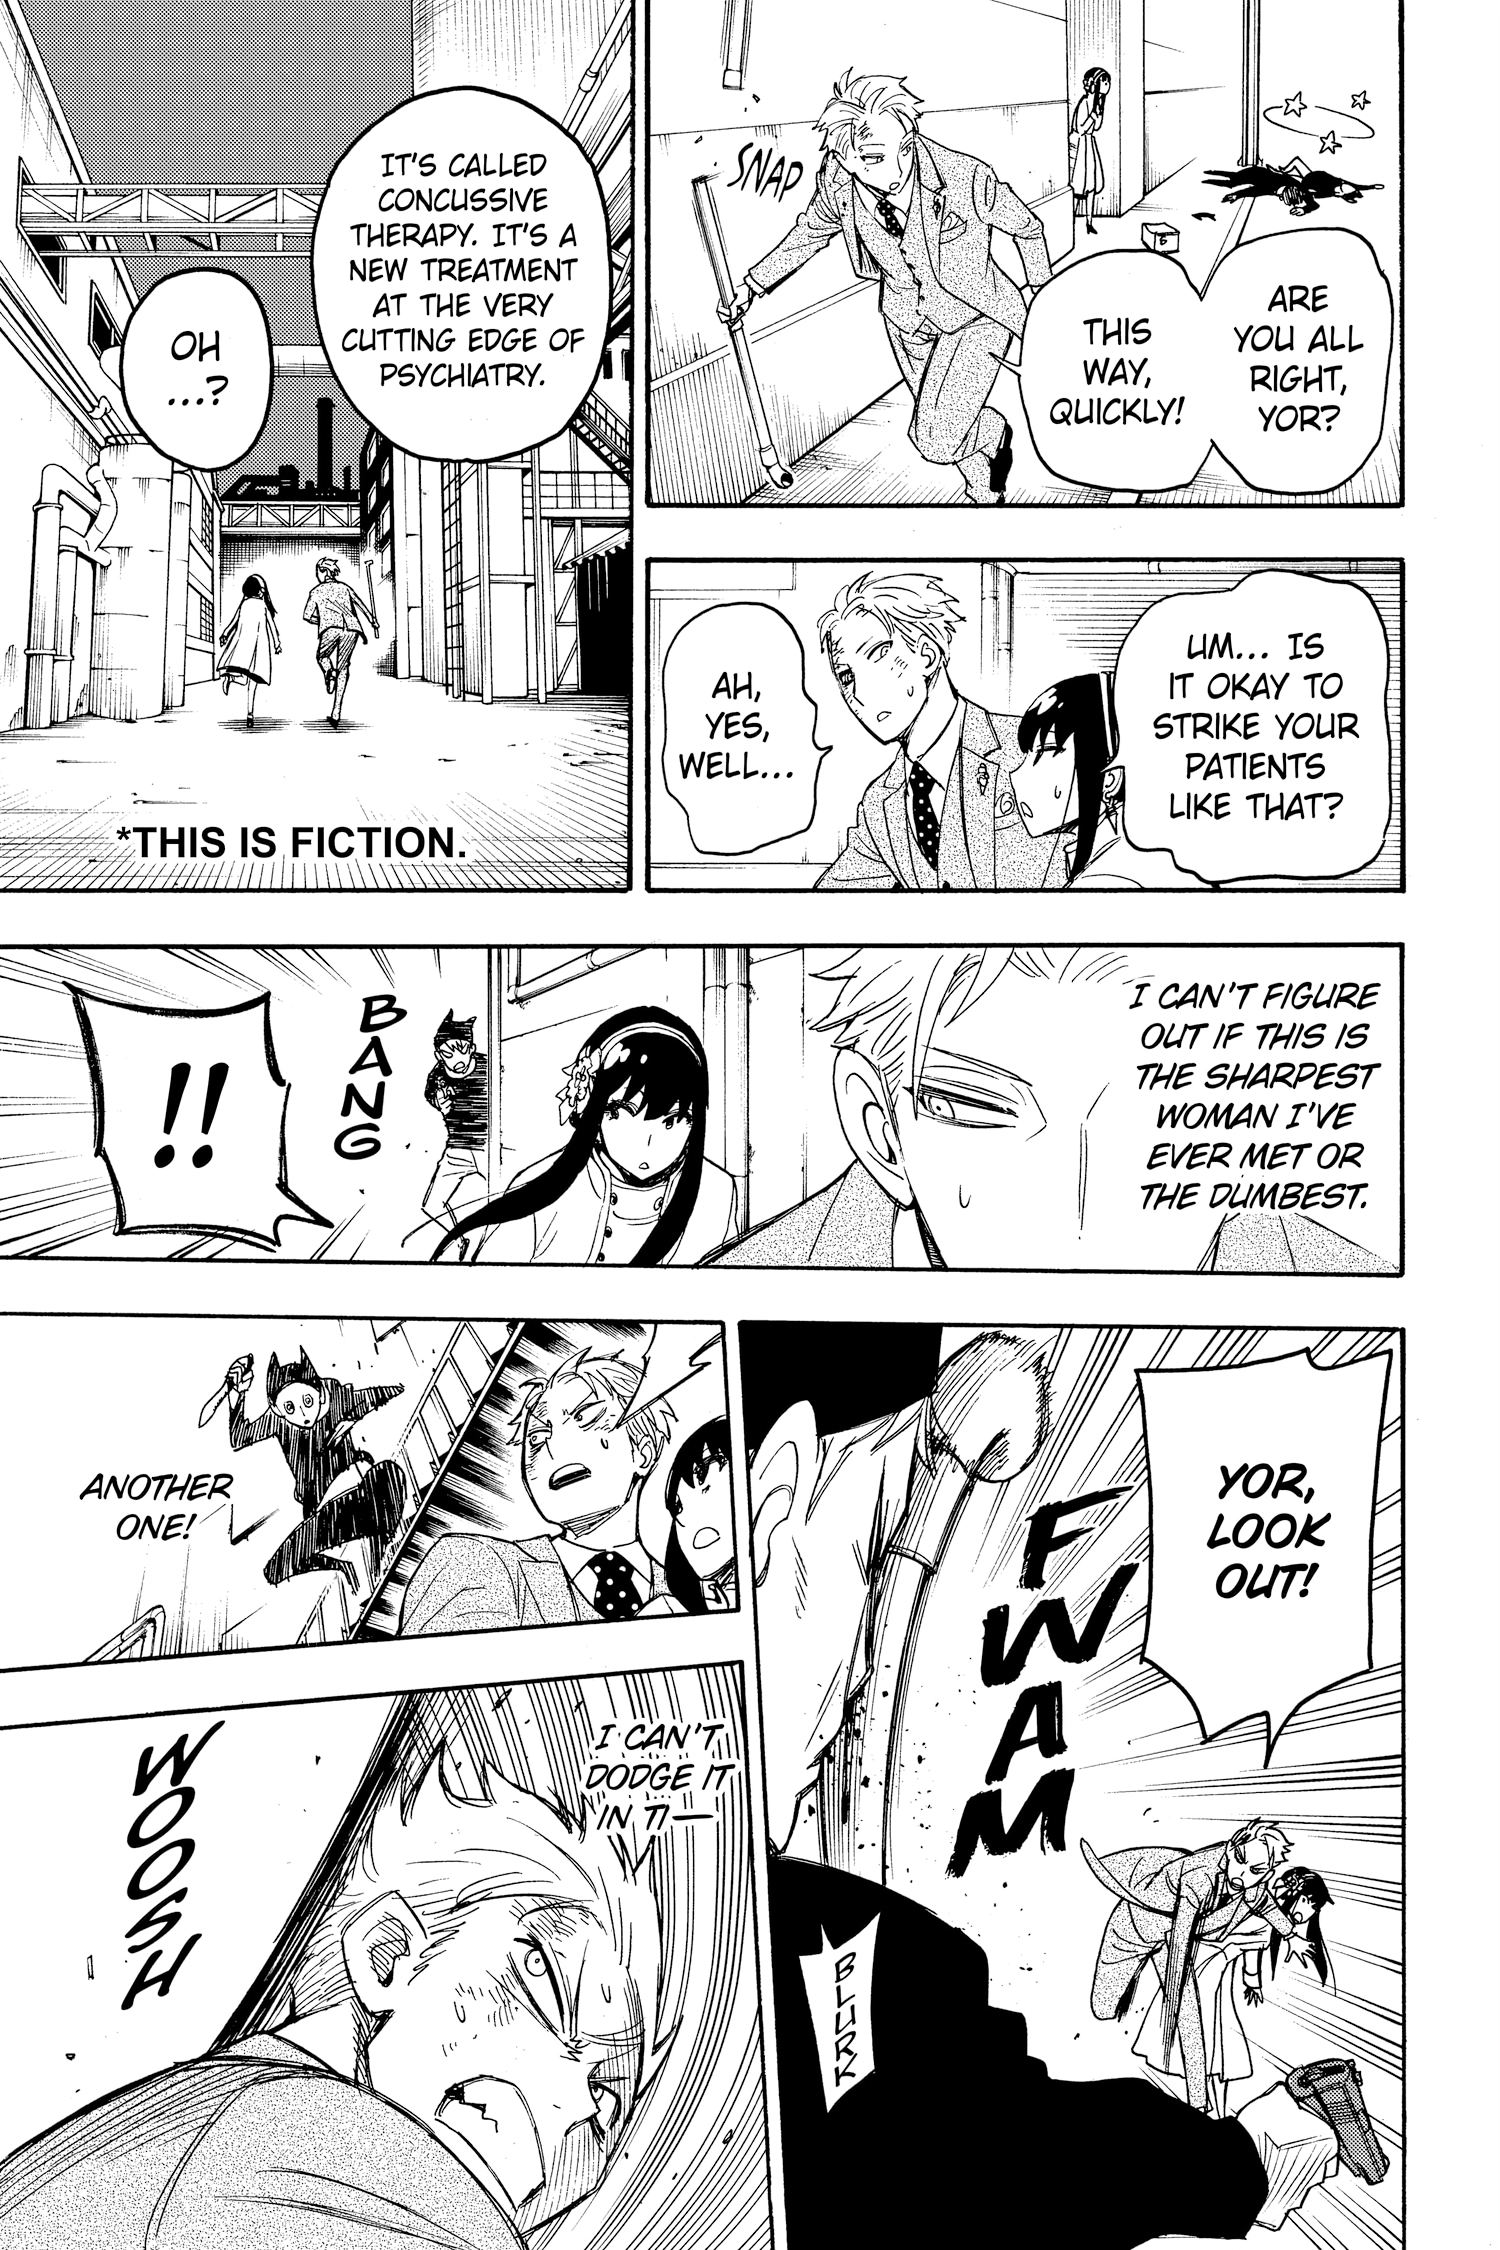 SNAP
ARE
YOU ALL
RIGHT,
YOR?
THIS
WAY,
QUICKLY!
UM... IS
IT OKAY TO
STRIKE YOUR
PATIENTS
LIKE THAT?
AH,
YES,
WELL...
IT'S CALLED
CONCUSSIVE
THERAPY. IT'S A
NEW TREATMENT
AT THE VERY
CUTTING EDGE OF
PSYCHIATRY.
OH
...?
*THIS IS FICTION.
I CAN'T FIGURE
OUT IF THIS IS
THE SHARPEST
WOMAN I'VE
EVER MET OR
THE DUMBEST.
BANG
!!
YOR,
LOOK
OUT!
FWAM
BLURK
ANOTHER
ONE!
I CAN'T
DODGE IT
IN TI—
WOOSH